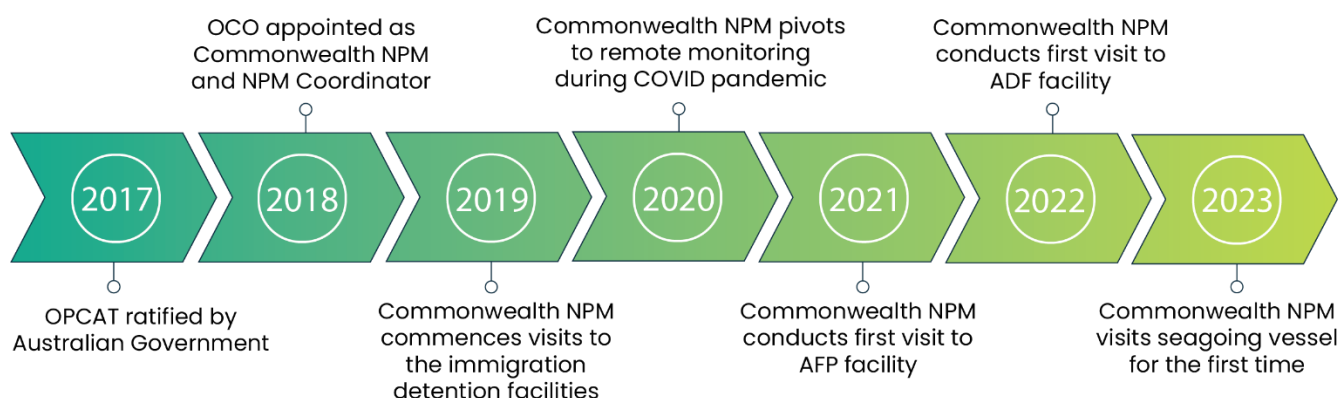 OCO appointed as
Commonwealth NPM
and NPM Coordinator
Commonwealth NPM pivots
to remote monitoring
during COVID pandemic
Commonwealth NPM
conducts first visit to
ADF facility
2017
2018
2019
2020
2021
2022
2023
OPCAT ratified by
Australian Government
Commonwealth NPM
commences visits to
the immigration
detention facilities
Commonwealth NPM
conducts first visit to
AFP facility
Commonwealth NPM
visits seagoing vessel
for the first time